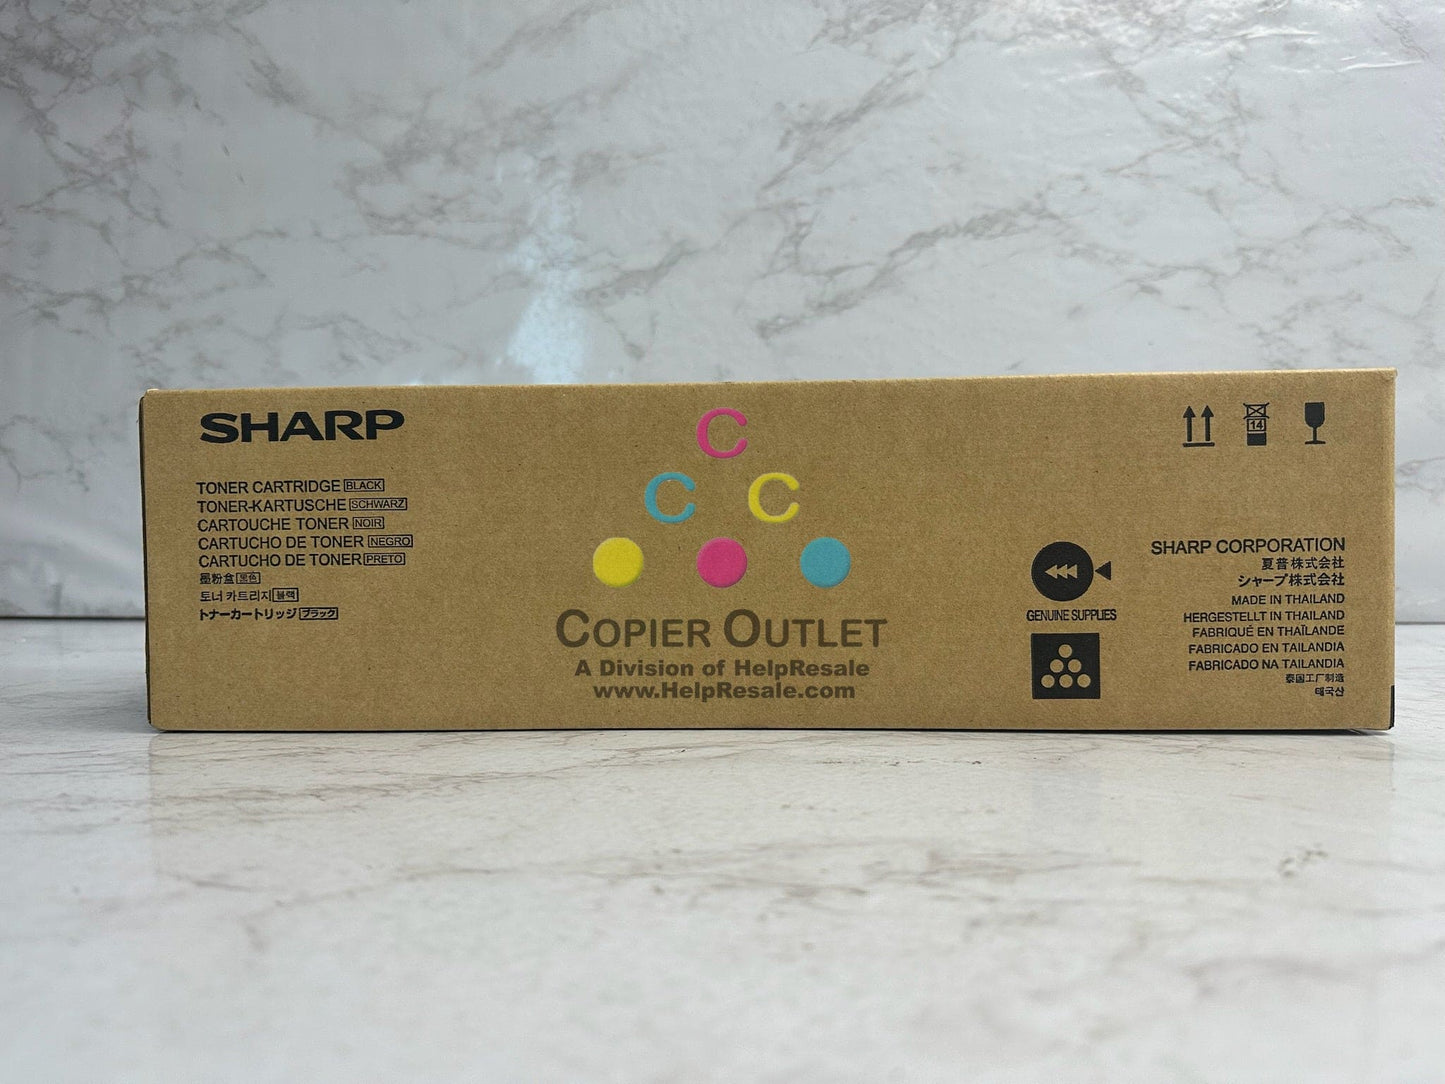 SHARP
TONER CARTRIDGE BLACK
TONER-KARTUSCHE SCHWARZ
CARTOUCHE TONER NOIR
CARTUCHO DE TONER NEGRO
CARTUCHO DE TONER PRETO
墨粉盒 黑色
토너 카트리지 블랙
トナーカートリッジ ブラック
C
C C
COPIER OUTLET
A Division of HelpResale
www.HelpResale.com
14
GENUINE SUPPLIES
SHARP CORPORATION
夏普株式会社
シャープ株式会社
MADE IN THAILAND
HERGESTELLT IN THAILAND
FABRIQUÉ EN THAÏLANDE
FABRICADO EN TAILANDIA
FABRICADO NA TAILANDIA
泰国工厂制造
태국산